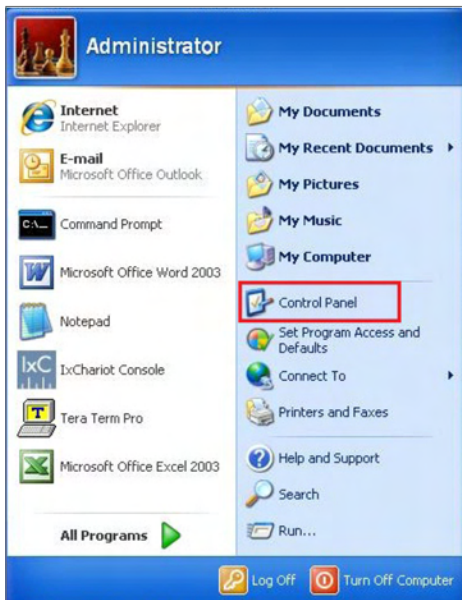 Administrator
Internet
Internet Explorer
E-mail
Microsoft Office Outlook
C:\_
Command Prompt
W
Microsoft Office Word 2003
Notepad
IxC
IxChariot Console
T
Tera Term Pro
Microsoft Office Excel 2003
All Programs
My Documents
My Recent Documents
My Pictures
My Music
My Computer
Control Panel
Set Program Access and
Defaults
Connect To
Printers and Faxes
Help and Support
Search
Run...
Log Off
Turn Off Computer